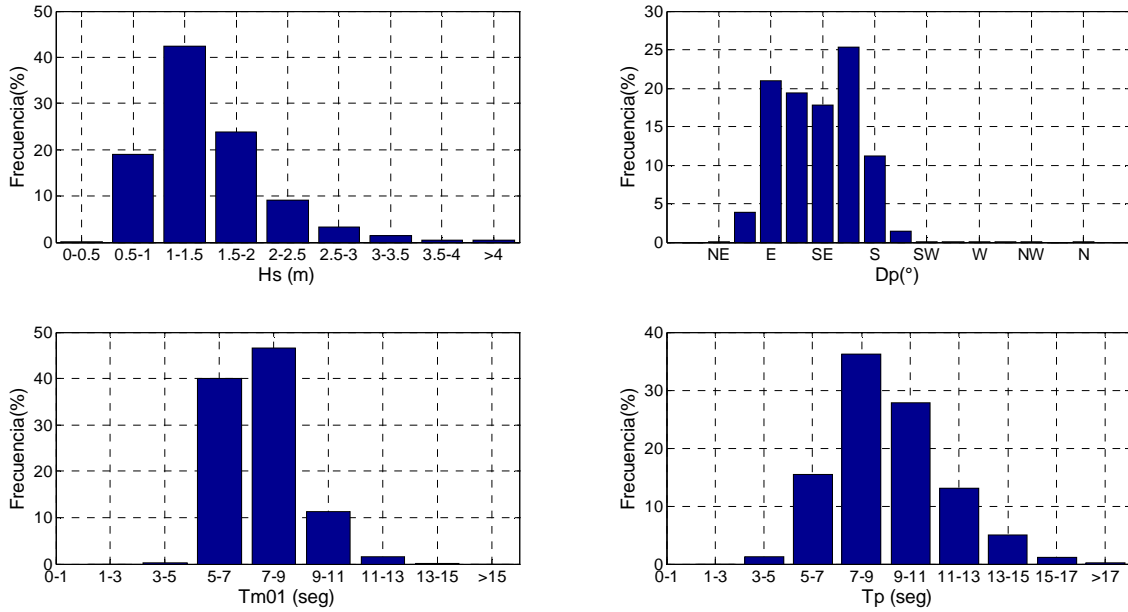 50
40
30
20
10
0
Frecuencia(%)
0-0.5 0.5-1 1-1.5 1.5-2 2-2.5 2.5-3 3-3.5 3.5-4 >4
Hs (m)
30
25
20
15
10
5
0
Frecuencia(%)
NE E SE S SW W NW N
Dp(°)
50
40
30
20
10
0
Frecuencia(%)
0-1 1-3 3-5 5-7 7-9 9-11 11-13 13-15 >15
Tm01 (seg)
40
30
20
10
0
Frecuencia(%)
0-1 1-3 3-5 5-7 7-9 9-11 11-13 13-15 15-17 >17
Tp (seg)